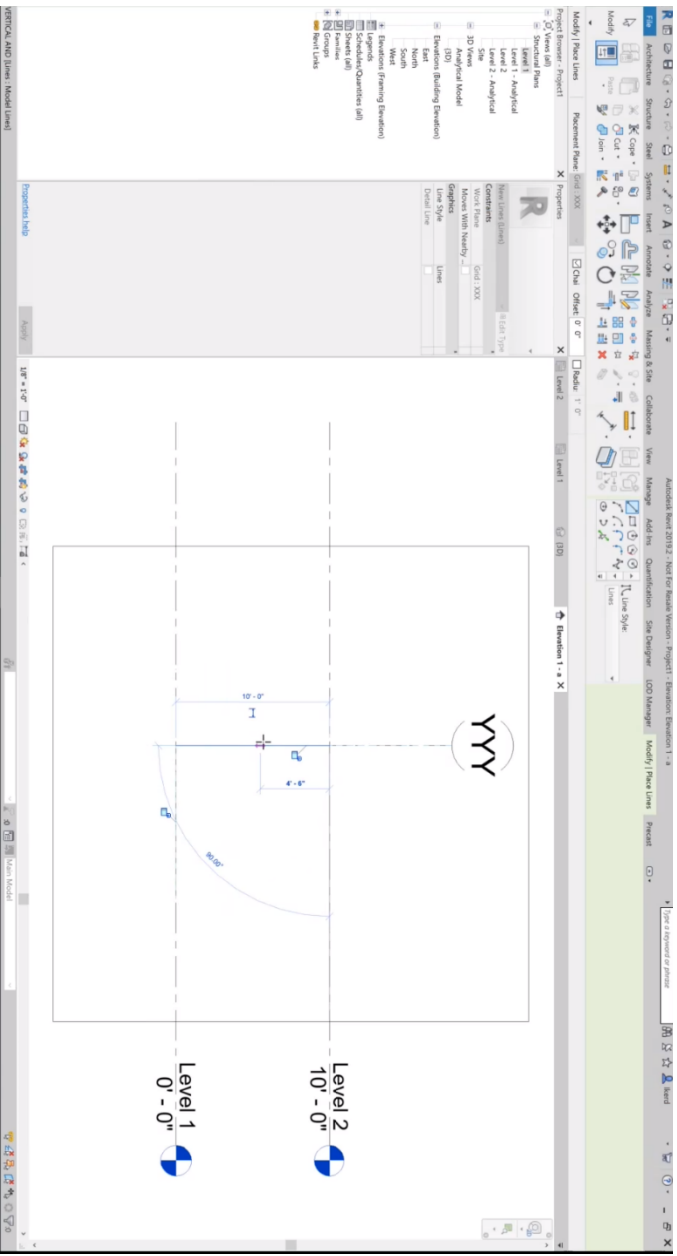 Autodesk Revit 2019.2 - Not For Resale Version - Project1 - Elevation: Elevation 1 - a
Type a keyword or phrase
ikerd
File Architecture Structure Steel Systems Insert Annotate Analyze Massing & Site Collaborate View Manage Add-Ins Quantification Site Designer LOD Manager Modify | Place Lines Precast
Modify
Paste
Cope
Cut
Join
Line Style:
Lines
Modify | Place Lines Placement Plane: Grid : XXX Chai Offset: 0' 0" Radiu: 1' 0"
Project Browser - Project1
Views (all)
Structural Plans
Level 1
Level 1 - Analytical
Level 2
Level 2 - Analytical
Site
3D Views
Analytical Model
{3D}
Elevations (Building Elevation)
East
North
South
West
Elevations (Framing Elevation)
Legends
Schedules/Quantities (all)
Sheets (all)
Families
Groups
Revit Links
Properties
New Lines (Lines)
Edit Type
Constraints
Work Plane Grid : XXX
Moves With Nearby ...
Graphics
Line Style Lines
Detail Line
Properties help
Apply
Level 2
Level 1
{3D}
Elevation 1 - a
YYY
10' - 0"
4' - 6"
90.00°
Level 2
10' - 0"
Level 1
0' - 0"
1/8" = 1'-0"
VERTICAL AND (Lines : Model Lines)
:0
Main Model
:0